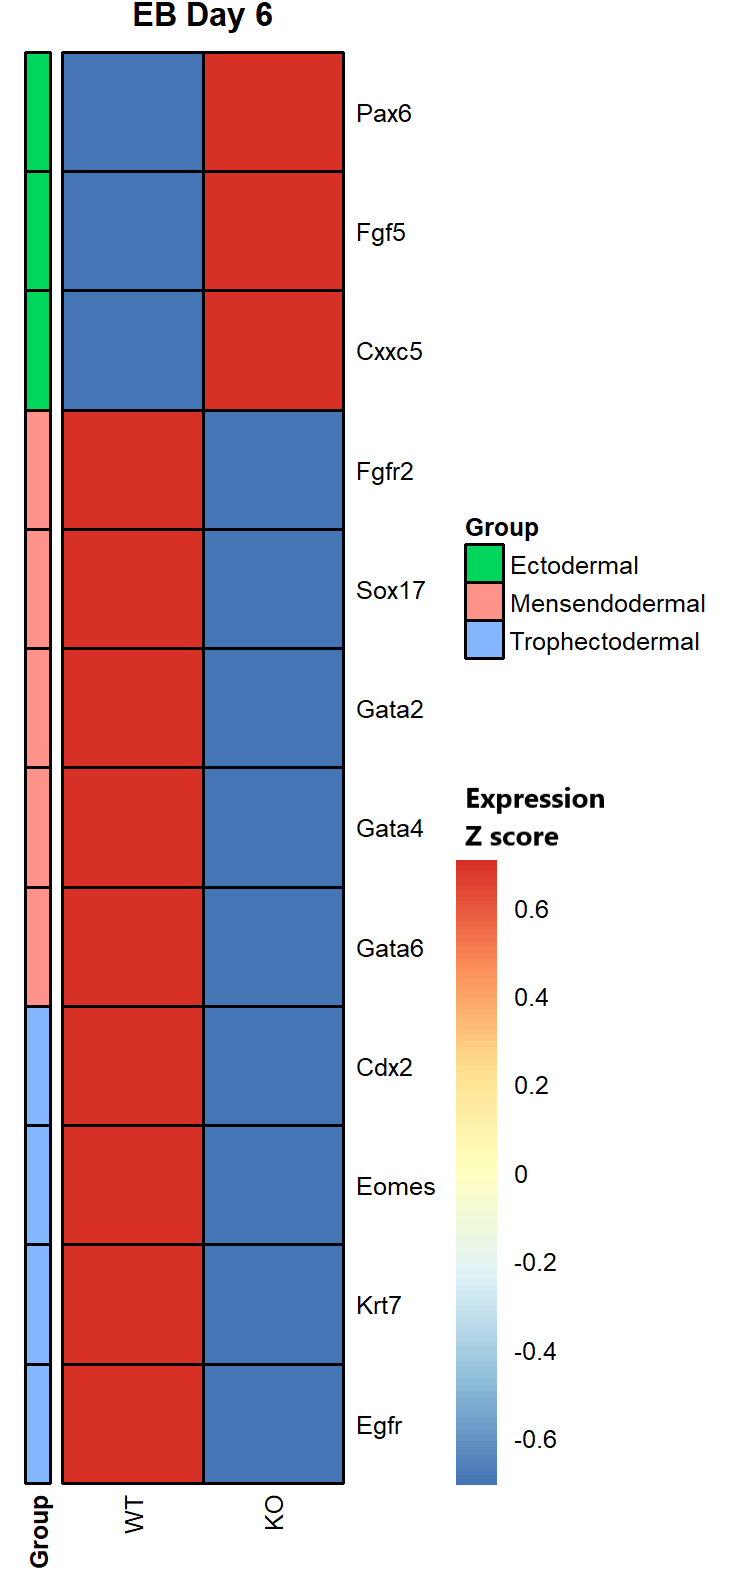 EB Day 6
Pax6
Fgf5
Cxxc5
Fgfr2
Sox17
Gata2
Gata4
Gata6
Cdx2
Eomes
Krt7
Egfr
WT
KO
Group
Group
Ectodermal
Mensendodermal
Trophectodermal
Expression
Z score
0.6
0.4
0.2
0
-0.2
-0.4
-0.6